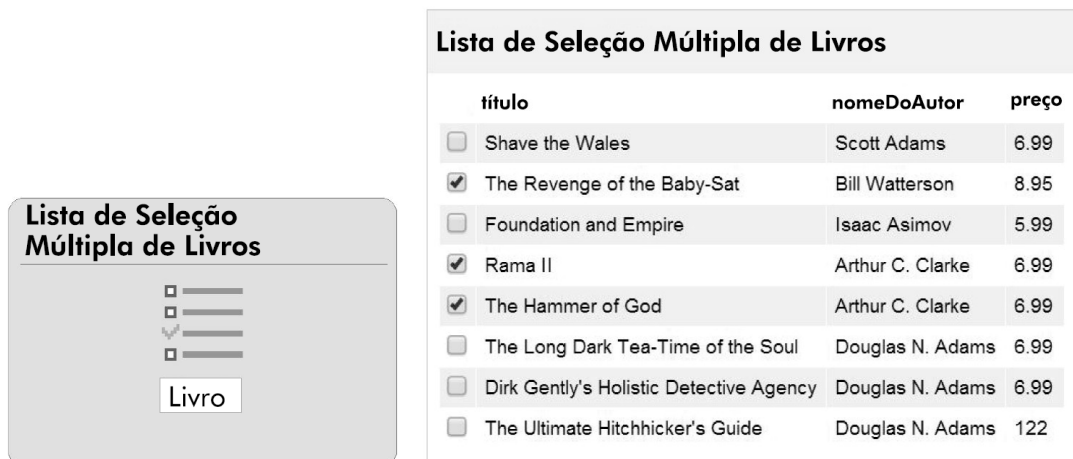 Lista de Seleção
Múltipla de Livros
Livro
Lista de Seleção Múltipla de Livros
título nomeDoAutor preço
Shave the Wales Scott Adams 6.99
The Revenge of the Baby-Sat Bill Watterson 8.95
Foundation and Empire Isaac Asimov 5.99
Rama II Arthur C. Clarke 6.99
The Hammer of God Arthur C. Clarke 6.99
The Long Dark Tea-Time of the Soul Douglas N. Adams 6.99
Dirk Gently's Holistic Detective Agency Douglas N. Adams 6.99
The Ultimate Hitchhicker's Guide Douglas N. Adams 122